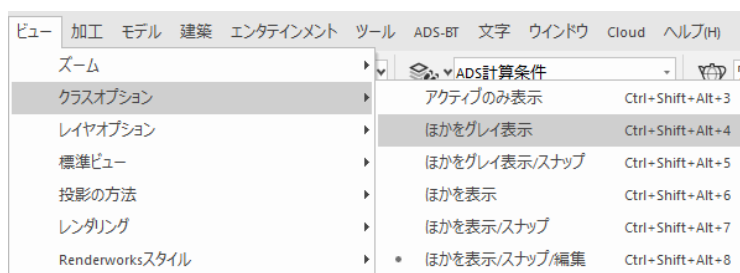 ビュー 加工 モデル 建築 エンタテインメント ツール ADS-BT 文字 ウインドウ Cloud ヘルプ(H)
ADS計算条件
ズーム
クラスオプション
レイヤオプション
標準ビュー
投影の方法
レンダリング
Renderworksスタイル
アクティブのみ表示 Ctrl+Shift+Alt+3
ほかをグレイ表示 Ctrl+Shift+Alt+4
ほかをグレイ表示/スナップ Ctrl+Shift+Alt+5
ほかを表示 Ctrl+Shift+Alt+6
ほかを表示/スナップ Ctrl+Shift+Alt+7
ほかを表示/スナップ/編集 Ctrl+Shift+Alt+8